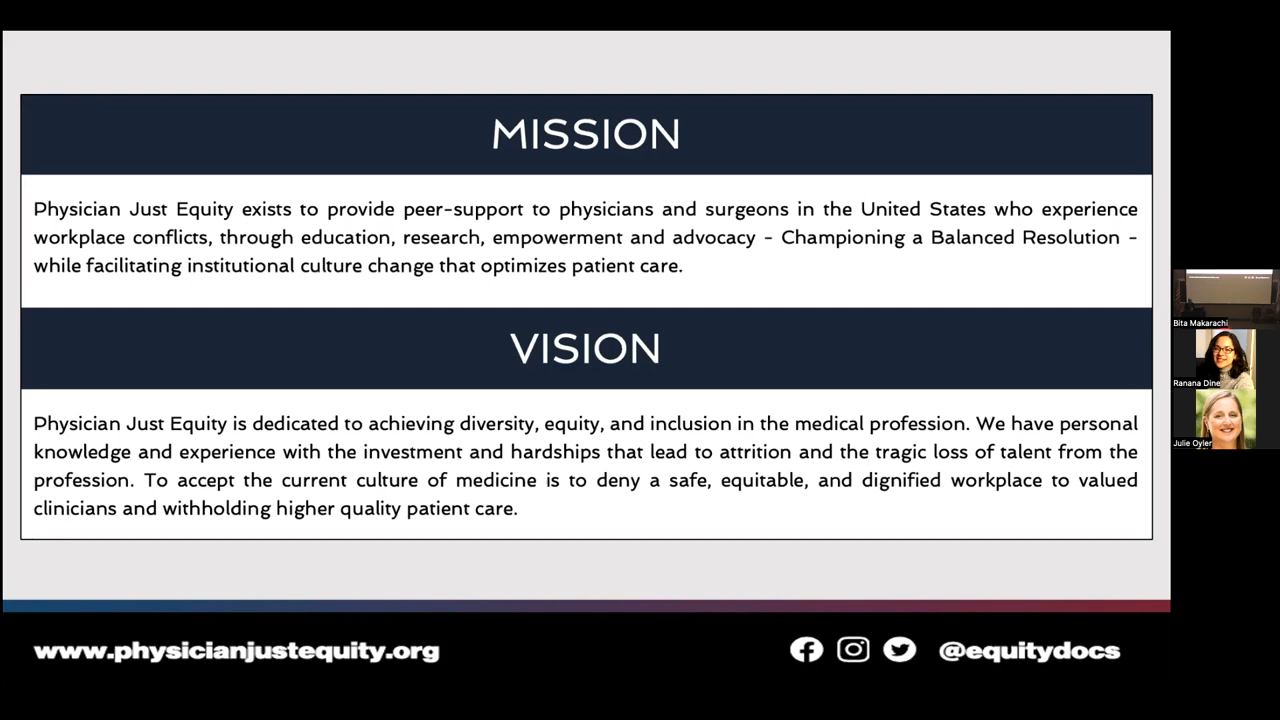 MISSION
Physician Just Equity exists to provide peer-support to physicians and surgeons in the United States who experience
workplace conflicts, through education, research, empowerment and advocacy - Championing a Balanced Resolution -
while facilitating institutional culture change that optimizes patient care.
VISION
Physician Just Equity is dedicated to achieving diversity, equity, and inclusion in the medical profession. We have personal
knowledge and experience with the investment and hardships that lead to attrition and the tragic loss of talent from the
profession. To accept the current culture of medicine is to deny a safe, equitable, and dignified workplace to valued
clinicians and withholding higher quality patient care.
www.physicianjustequity.org
@equitydocs
Bita Makarachi
Ranana Dine
Julie Oyler